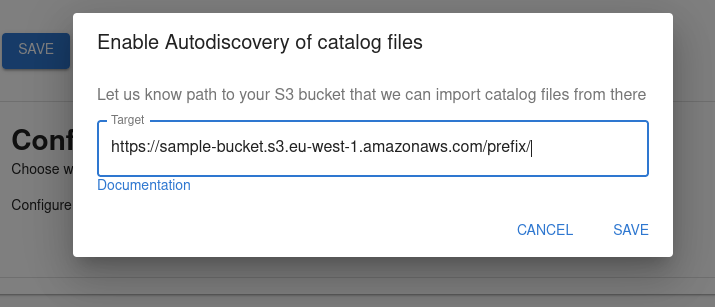 SAVE
Enable Autodiscovery of catalog files
Let us know path to your S3 bucket that we can import catalog files from there
Target
https://sample-bucket.s3.eu-west-1.amazonaws.com/prefix/
Documentation
Conf
Choose w
Configure
CANCEL
SAVE